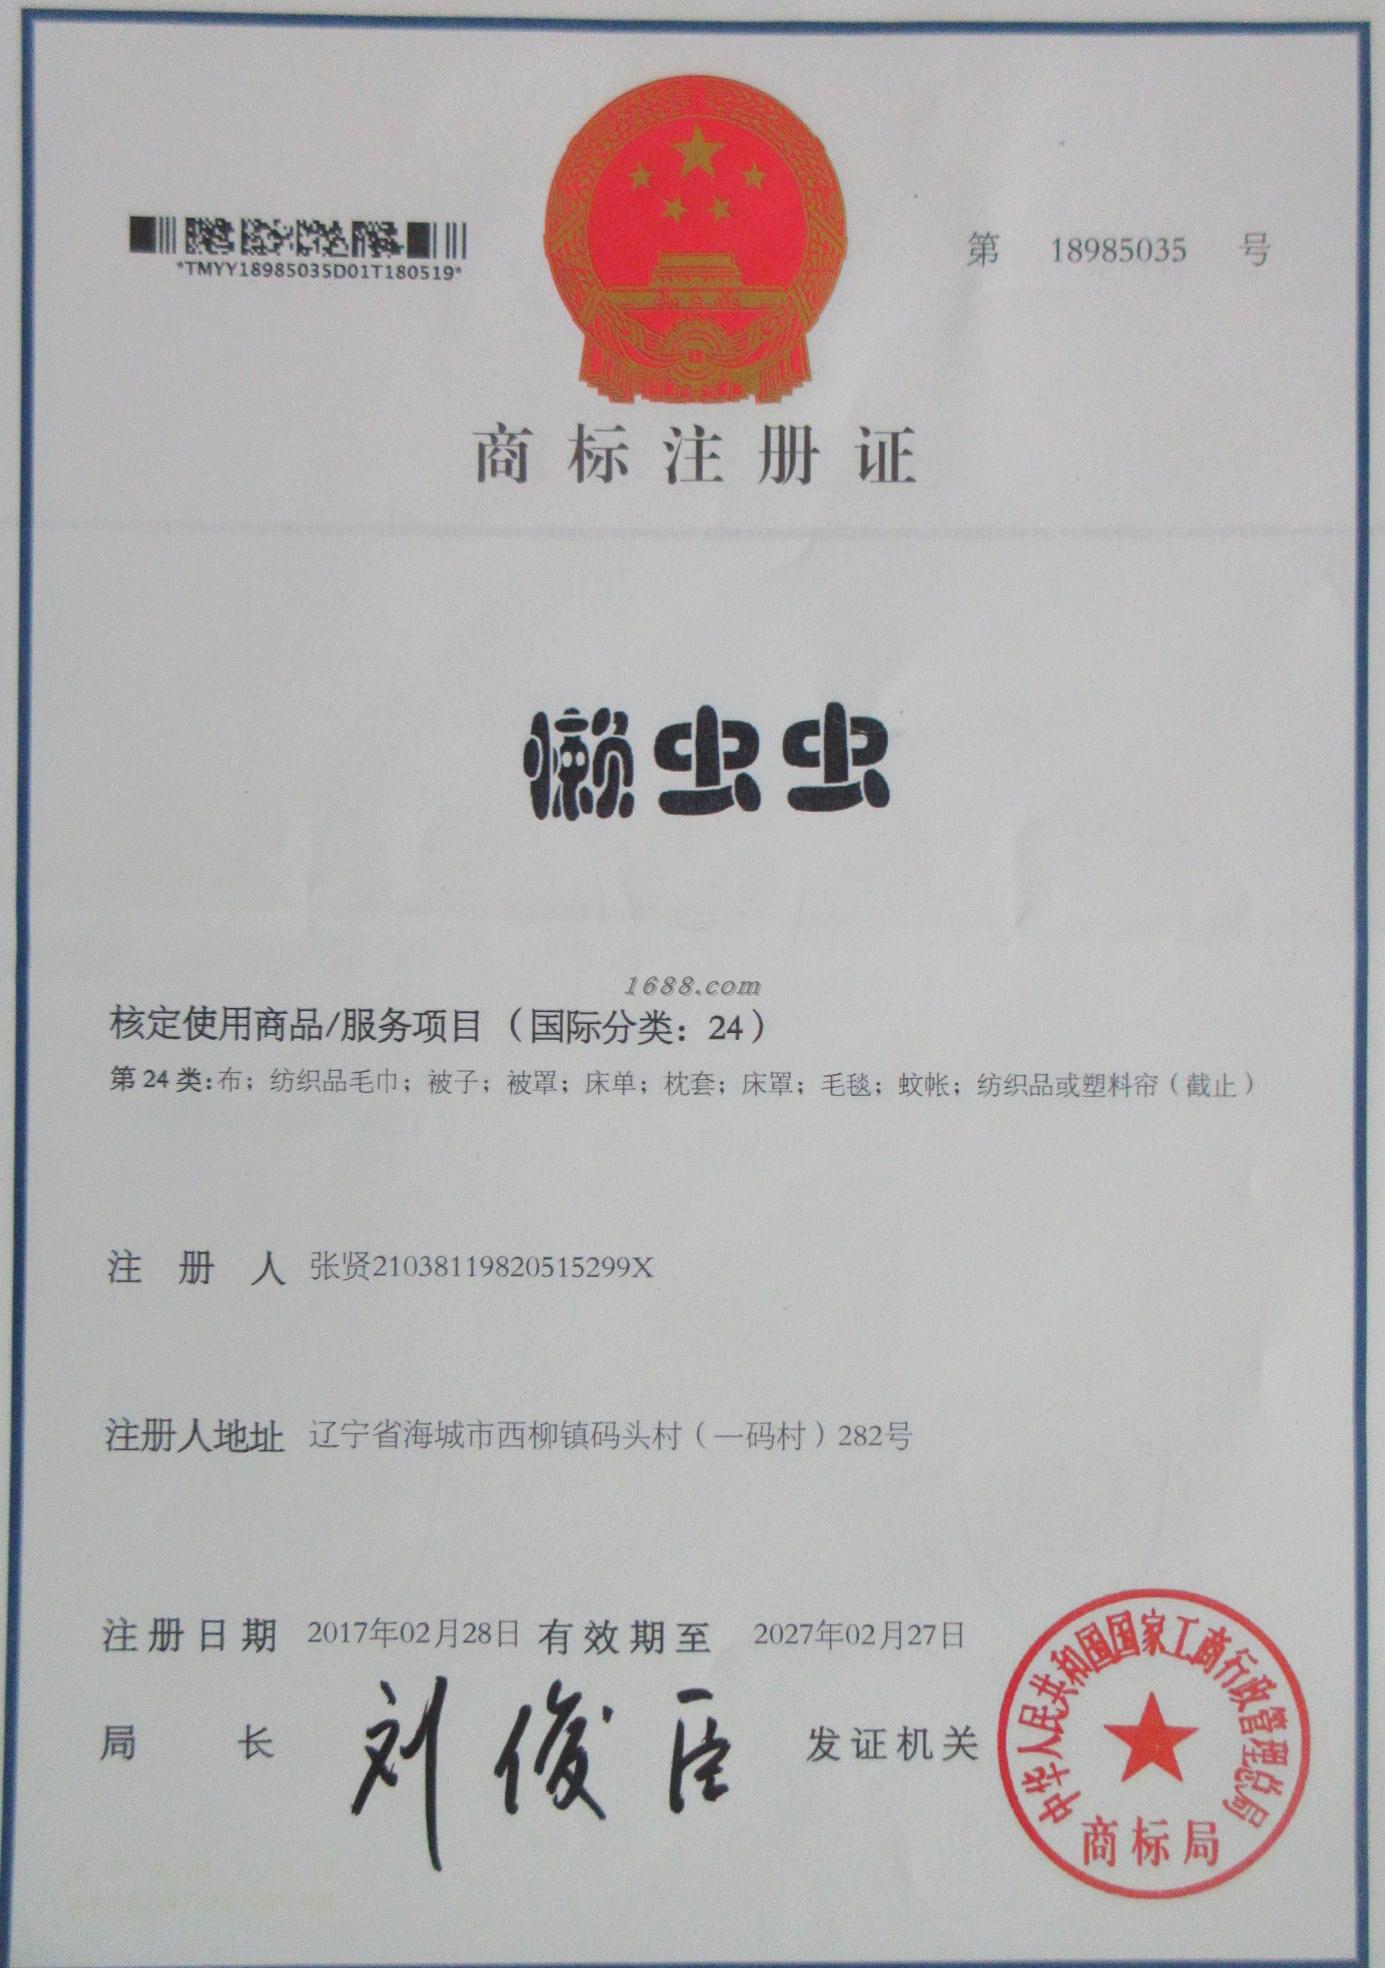 *TMYY18985035D01T180519*
第 18985035 号
商标注册证
懒虫虫
1688.com
核定使用商品/服务项目（国际分类：24）
第24类：布；纺织品毛巾；被子；被罩；床单；枕套；床罩；毛毯；蚊帐；纺织品或塑料帘（截止）
注册人 张贤21038119820515299X
注册人地址 辽宁省海城市西柳镇码头村（一码村）282号
注册日期 2017年02月28日 有效期至 2027年02月27日
局长 刘俊臣 发证机关
中华人民共和国国家工商行政管理总局
商标局